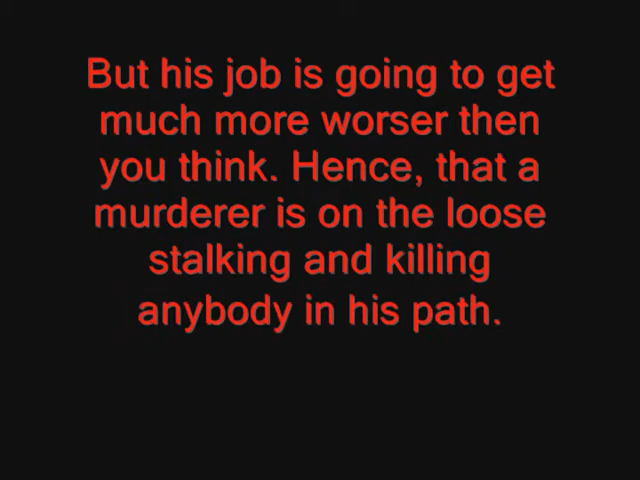 But his job is going to get
much more worser then
you think. Hence, that a
murderer is on the loose
stalking and killing
anybody in his path.